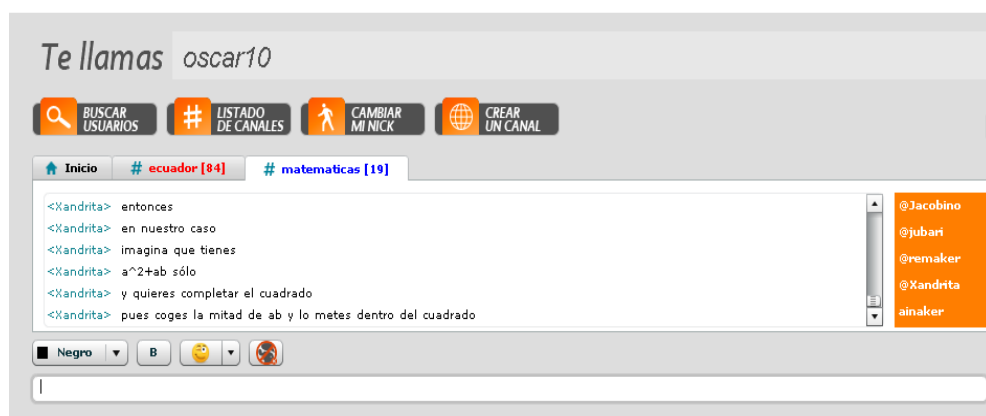 Te llamas oscar10
BUSCAR
USUARIOS
LISTADO
DE CANALES
CAMBIAR
MI NICK
CREAR
UN CANAL
Inicio
# ecuador [84]
# matematicas [19]
<Xandrita> entonces
<Xandrita> en nuestro caso
<Xandrita> imagina que tienes
<Xandrita> a^2+ab sólo
<Xandrita> y quieres completar el cuadrado
<Xandrita> pues coges la mitad de ab y lo metes dentro del cuadrado
@Jacobino
@jubari
@remaker
@Xandrita
ainaker
Negro
B